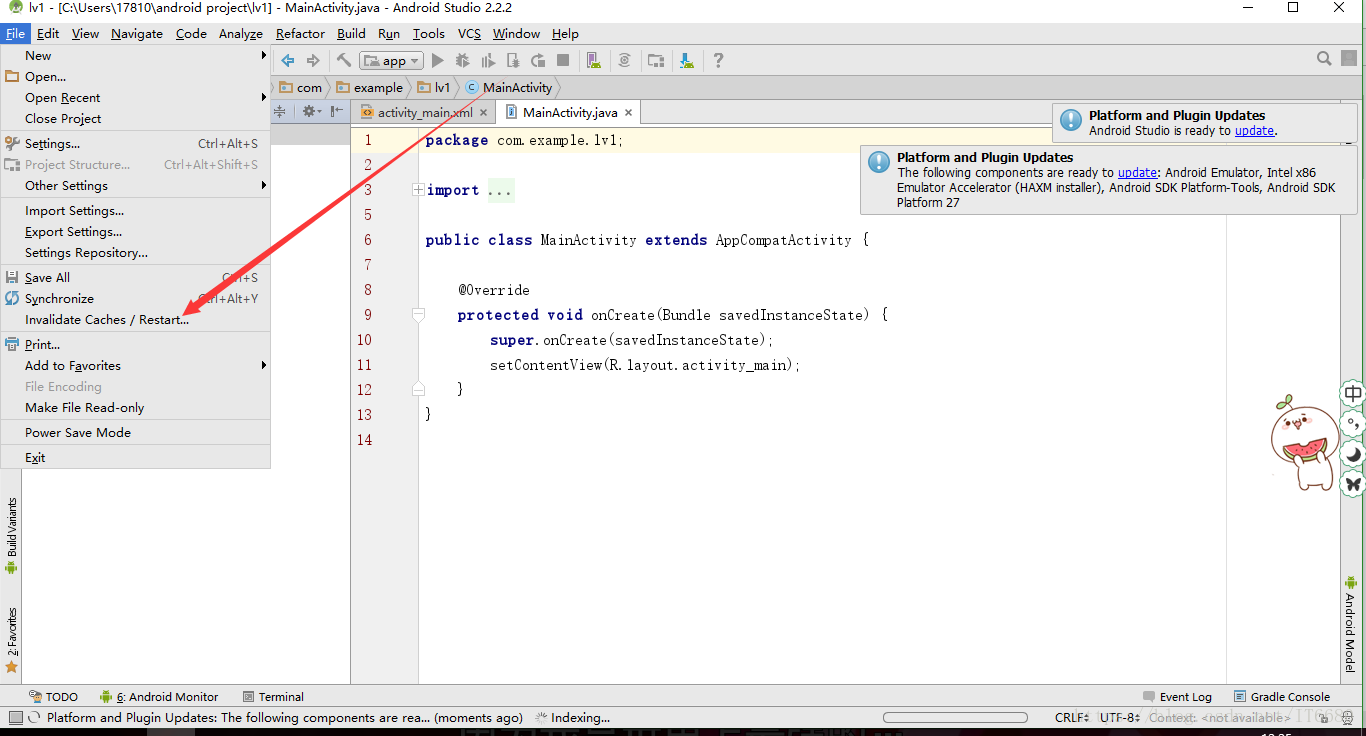 lv1 - [C:\Users\17810\android project\lv1] - MainActivity.java - Android Studio 2.2.2
File Edit View Navigate Code Analyze Refactor Build Run Tools VCS Window Help
New
Open...
Open Recent
Close Project
Settings... Ctrl+Alt+S
Project Structure... Ctrl+Alt+Shift+S
Other Settings
Import Settings...
Export Settings...
Settings Repository...
Save All Ctrl+S
Synchronize Ctrl+Alt+Y
Invalidate Caches / Restart...
Print...
Add to Favorites
File Encoding
Make File Read-only
Power Save Mode
Exit
app
com example lv1 MainActivity
activity_main.xml MainActivity.java
1 package com.example.lv1;
2
3 import ...
5
6 public class MainActivity extends AppCompatActivity {
7
8 @Override
9 protected void onCreate(Bundle savedInstanceState) {
10 super.onCreate(savedInstanceState);
11 setContentView(R.layout.activity_main);
12 }
13 }
14
Platform and Plugin Updates
Android Studio is ready to update.
Platform and Plugin Updates
The following components are ready to update: Android Emulator, Intel x86
Emulator Accelerator (HAXM installer), Android SDK Platform-Tools, Android SDK
Platform 27
中
Build Variants
2: Favorites
Android Model
TODO 6: Android Monitor Terminal Event Log Gradle Console
Platform and Plugin Updates: The following components are rea... (moments ago) Indexing... CRLF UTF-8 Context: <not available>